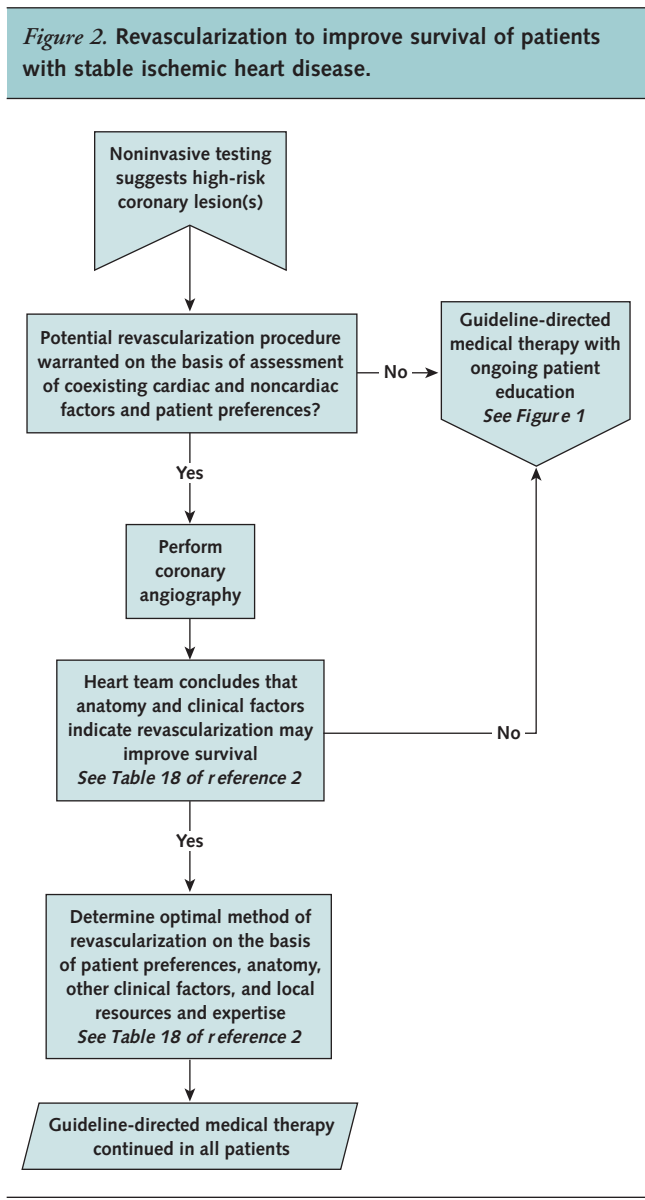 Figure 2. Revascularization to improve survival of patients
with stable ischemic heart disease.
Noninvasive testing
suggests high-risk
coronary lesion(s)
Potential revascularization procedure
warranted on the basis of assessment
of coexisting cardiac and noncardiac
factors and patient preferences?
No
Guideline-directed
medical therapy with
ongoing patient
education
See Figure 1
Yes
Perform
coronary
angiography
Heart team concludes that
anatomy and clinical factors
indicate revascularization may
improve survival
See Table 18 of reference 2
No
Yes
Determine optimal method of
revascularization on the basis
of patient preferences, anatomy,
other clinical factors, and local
resources and expertise
See Table 18 of reference 2
Guideline-directed medical therapy
continued in all patients